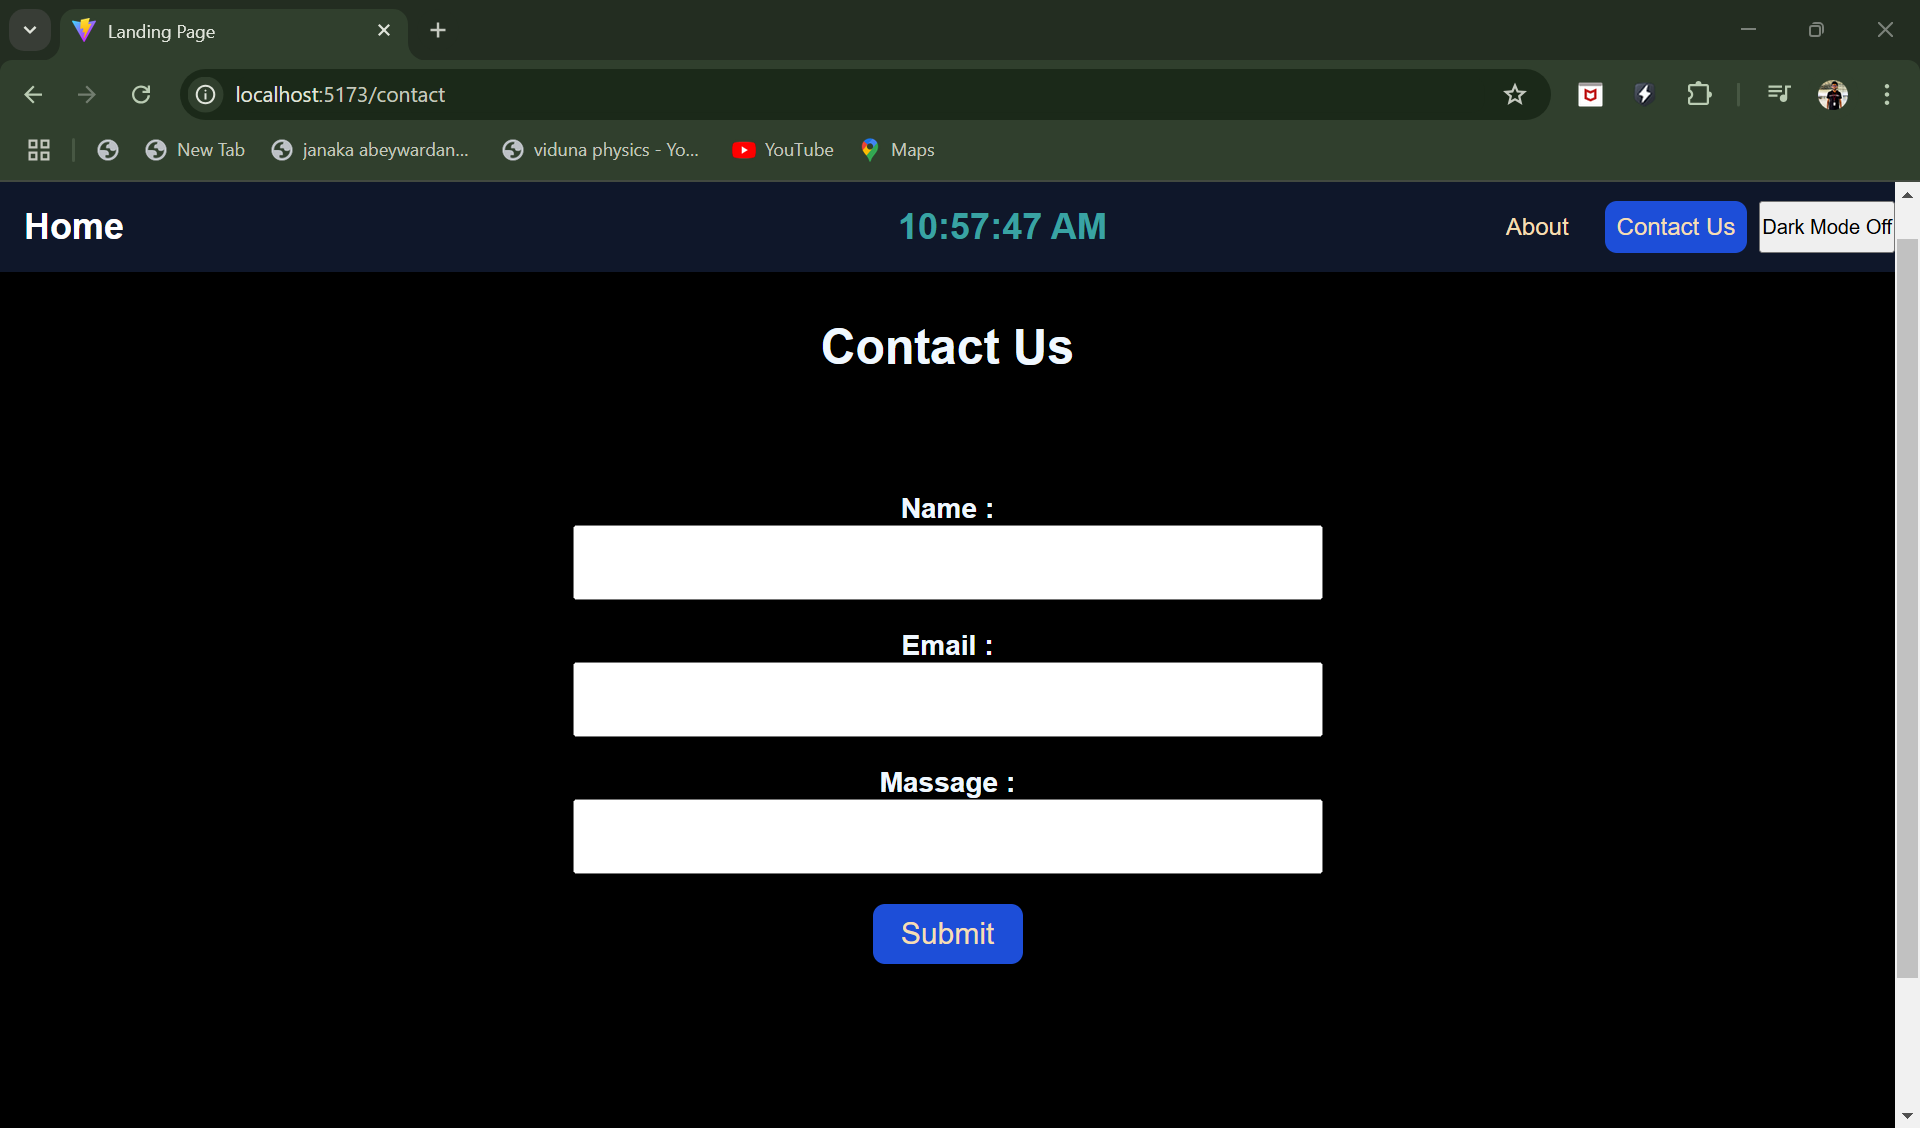 Landing Page
localhost:5173/contact
New Tab
janaka abeywardan...
viduna physics - Yo...
YouTube
Maps
Home
10:57:47 AM
About
Contact Us
Dark Mode Off
Contact Us
Name :
Email :
Massage :
Submit